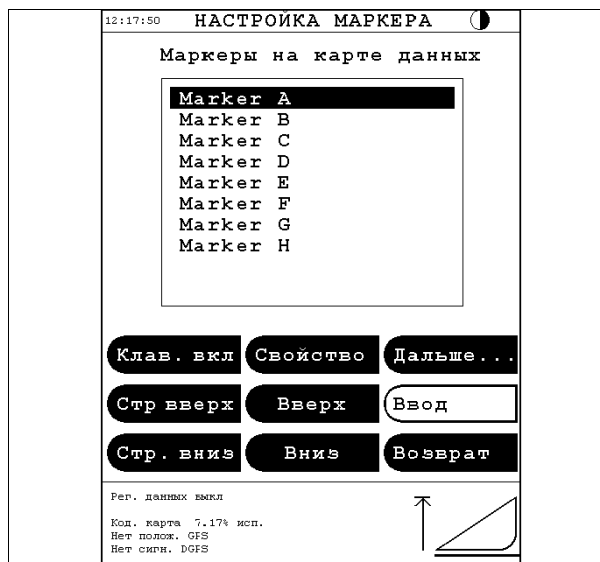 12:17:50 НАСТРОЙКА МАРКЕРА
Маркеры на карте данных
Marker A
Marker B
Marker C
Marker D
Marker E
Marker F
Marker G
Marker H
Клав. вкл Свойство Дальше...
Стр вверх Вверх Ввод
Стр. вниз Вниз Возврат
Рег. данных выкл
Код. карта 7.17% исп.
Нет полож. GPS
Нет сигн. DGPS